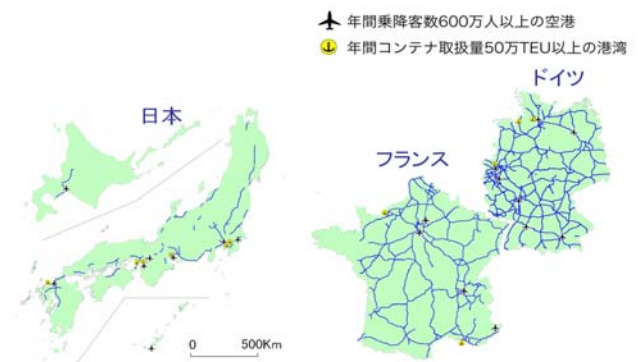 年間乗降客数600万人以上の空港
年間コンテナ取扱量50万TEU以上の港湾
ドイツ
日本
フランス
0 500Km